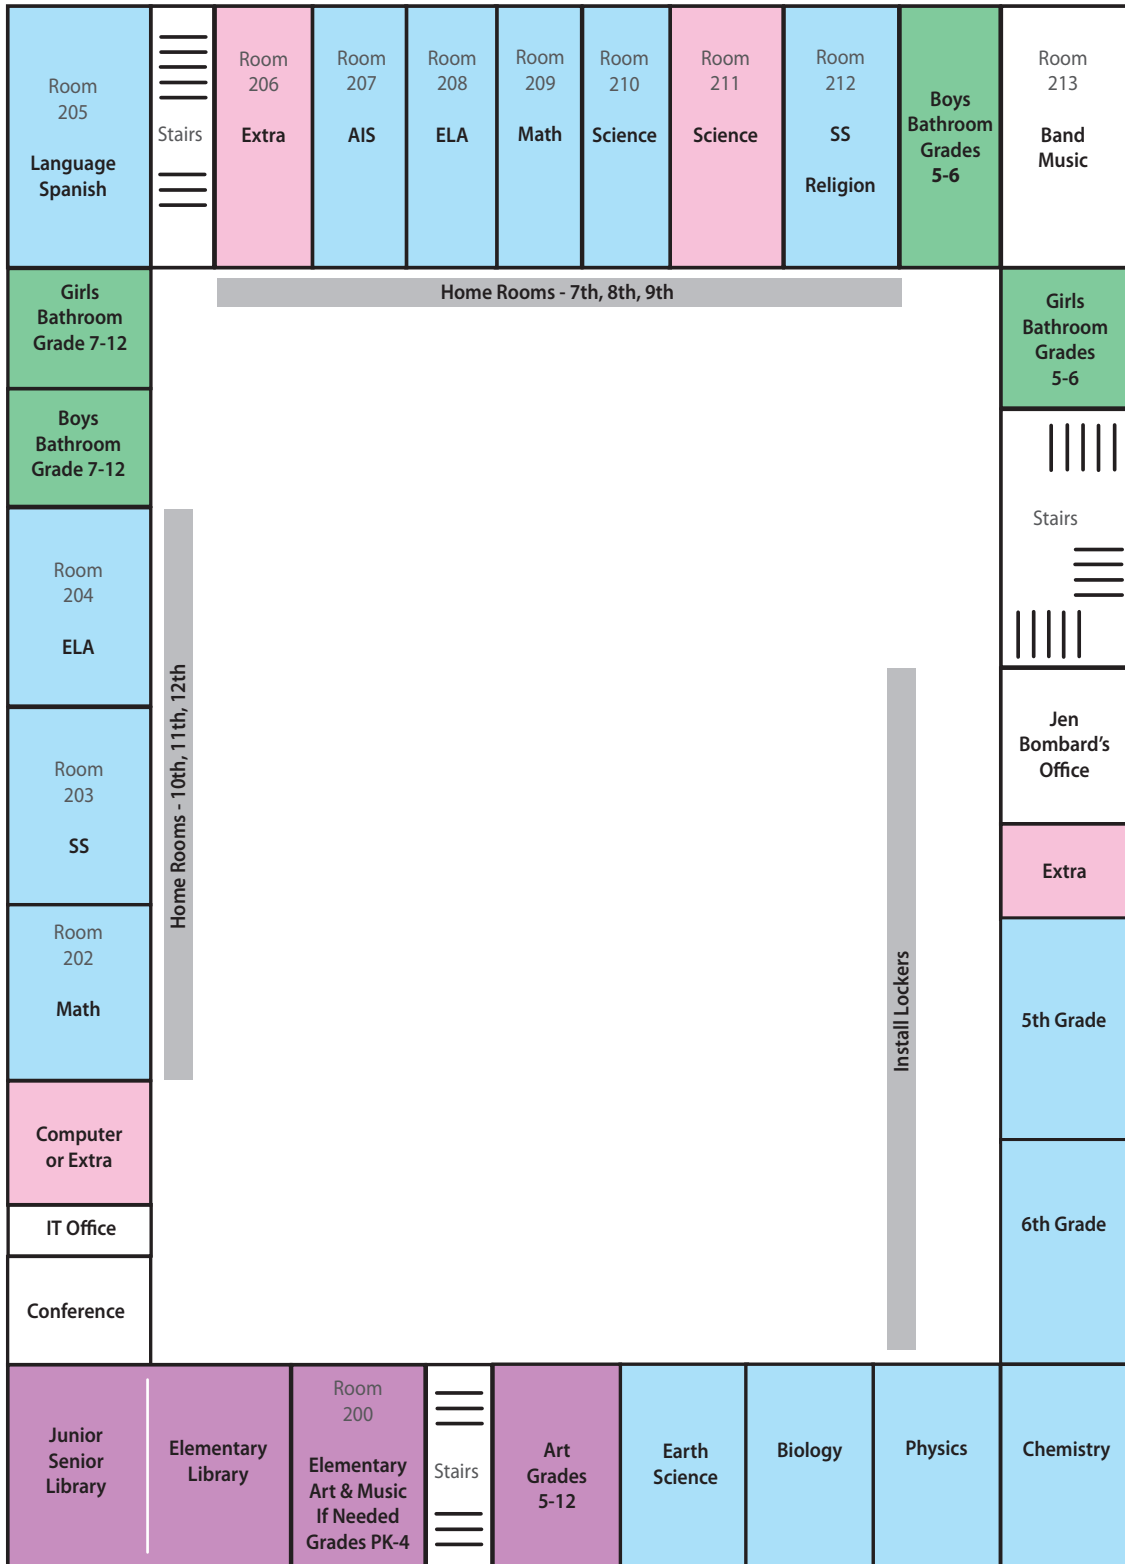 Room
205
Language
Spanish
Stairs
Room
206
Extra
Room
207
AIS
Room
208
ELA
Room
209
Math
Room
210
Science
Room
211
Science
Room
212
SS
Religion
Boys
Bathroom
Grades
5-6
Room
213
Band
Music
Home Rooms - 7th, 8th, 9th
Girls
Bathroom
Grade 7-12
Boys
Bathroom
Grade 7-12
Room
204
ELA
Room
203
SS
Room
202
Math
Computer
or Extra
IT Office
Conference
Home Rooms - 10th, 11th, 12th
Install Lockers
Girls
Bathroom
Grades
5-6
Stairs
Jen
Bombard's
Office
Extra
5th Grade
6th Grade
Junior
Senior
Library
Elementary
Library
Room
200
Elementary
Art & Music
If Needed
Grades PK-4
Stairs
Art
Grades
5-12
Earth
Science
Biology
Physics
Chemistry